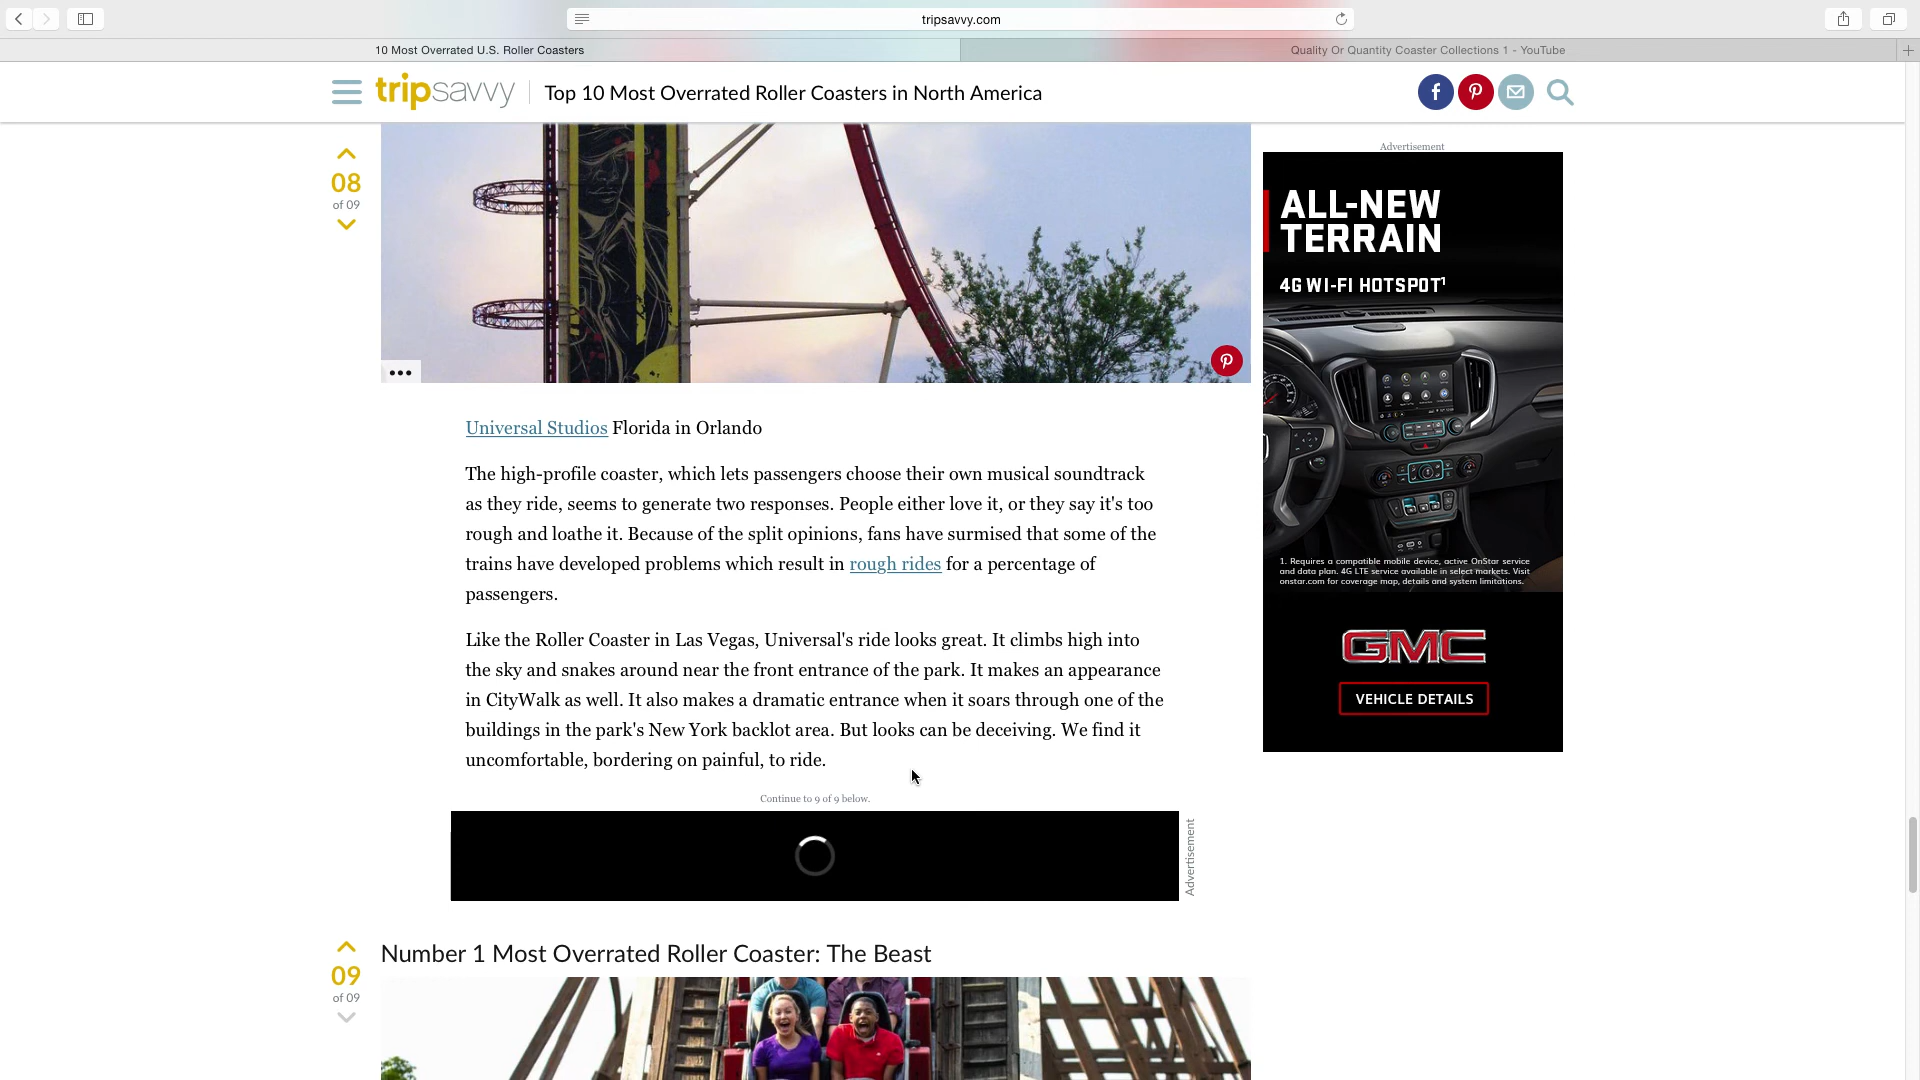 tripsavvy.com
10 Most Overrated U.S. Roller Coasters
Quality Or Quantity Coaster Collections 1 - YouTube
tripsavvy
Top 10 Most Overrated Roller Coasters in North America
08
of 09
Universal Studios Florida in Orlando
The high-profile coaster, which lets passengers choose their own musical soundtrack
as they ride, seems to generate two responses. People either love it, or they say it's too
rough and loathe it. Because of the split opinions, fans have surmised that some of the
trains have developed problems which result in rough rides for a percentage of
passengers.
Like the Roller Coaster in Las Vegas, Universal's ride looks great. It climbs high into
the sky and snakes around near the front entrance of the park. It makes an appearance
in CityWalk as well. It also makes a dramatic entrance when it soars through one of the
buildings in the park's New York backlot area. But looks can be deceiving. We find it
uncomfortable, bordering on painful, to ride.
Continue to 9 of 9 below.
Advertisement
09
of 09
Number 1 Most Overrated Roller Coaster: The Beast
Advertisement
ALL-NEW
TERRAIN
4G WI-FI HOTSPOT¹
1. Requires a compatible mobile device, active OnStar service
and data plan. 4G LTE service available in select markets. Visit
onstar.com for coverage map, details and system limitations.
GMC
VEHICLE DETAILS